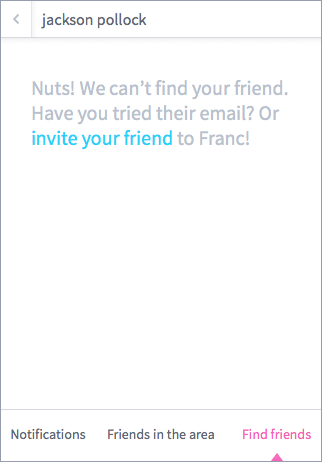 jackson pollock
Nuts! We can’t find your friend.
Have you tried their email? Or
invite your friend to Franc!
Notifications Friends in the area Find friends